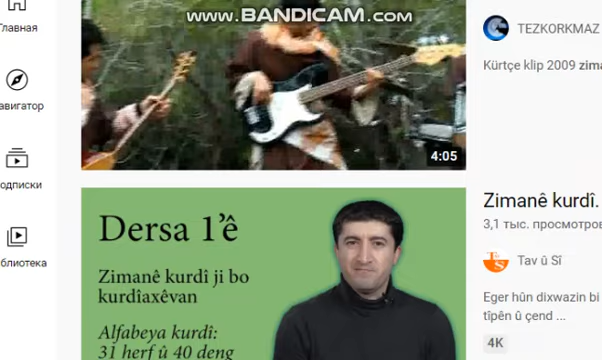 www.BANDICAM.com
Главная
TEZKORKMAZ
Kürtçe klip 2009 zima
авигатор
4:05
одписки
Dersa 1'ê
Zimanê kurdî ji bo
kurdîaxêvan
Alfabeya kurdî:
31 herf û 40 deng
Zimanê kurdî.
3,1 тыс. просмотров
Tav û Sî
блиотека
Eger hûn dixwazin bi
tîpên û çend ...
4K